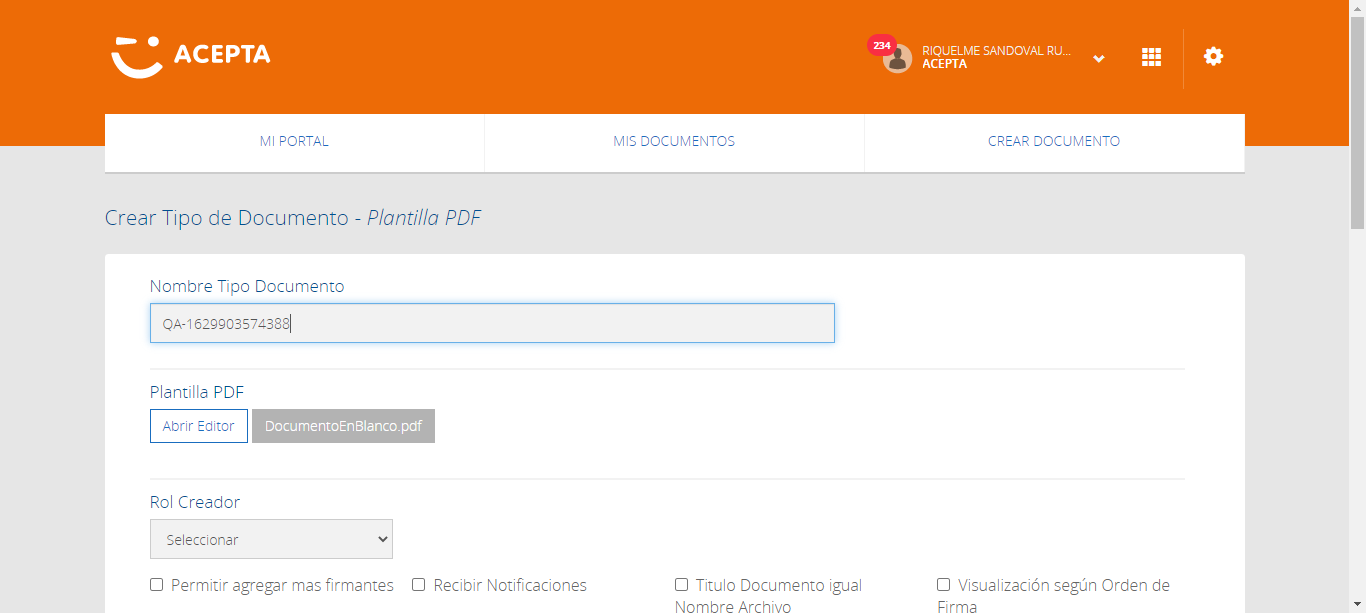 ACEPTA
234
RIQUELME SANDOVAL RU...
ACEPTA
MI PORTAL
MIS DOCUMENTOS
CREAR DOCUMENTO
Crear Tipo de Documento - Plantilla PDF
Nombre Tipo Documento
QA-1629903574388
Plantilla PDF
Abrir Editor
DocumentoEnBlanco.pdf
Rol Creador
Seleccionar
Permitir agregar mas firmantes
Recibir Notificaciones
Titulo Documento igual
Nombre Archivo
Visualización según Orden de
Firma